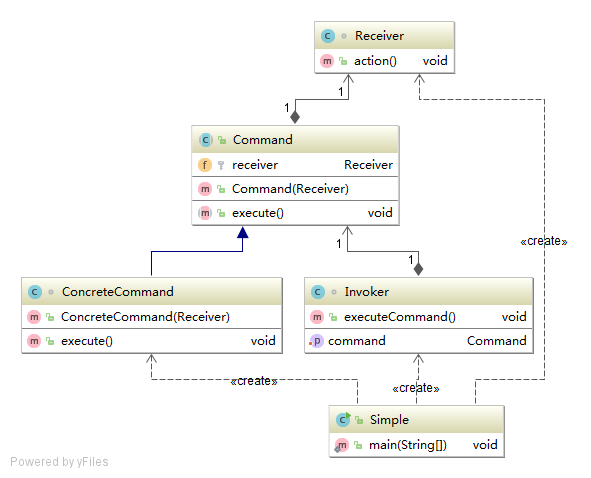 C Receiver
m action() void
1
1
C Command
f receiver Receiver
m Command(Receiver)
m execute() void
«create»
1
1
C ConcreteCommand
m ConcreteCommand(Receiver)
m execute() void
C Invoker
m executeCommand() void
p command Command
«create»
«create»
C Simple
m main(String[]) void
Powered by yFiles